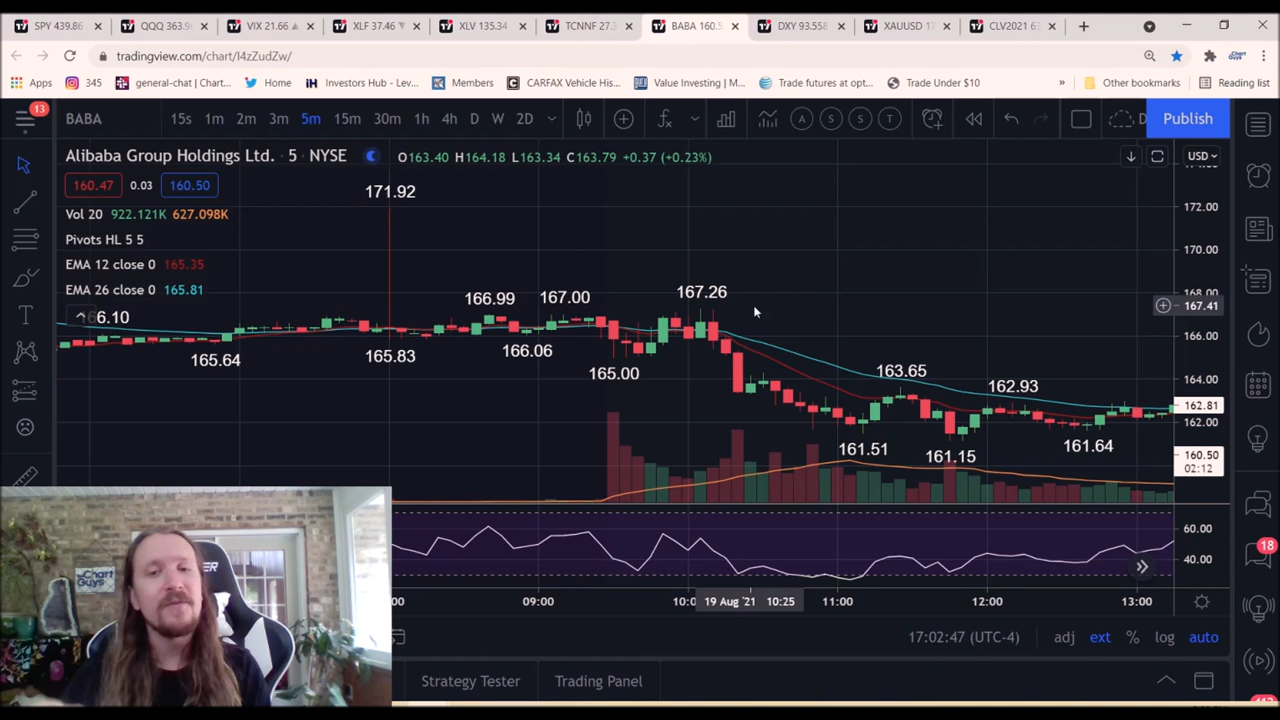 SPY 439.86
QQQ 363.9
VIX 21.66
XLF 37.46
XLV 135.34
TCNNF 27.3
BABA 160.5
DXY 93.558
XAUUSD 17
CLV2021 6
tradingview.com/chart/I4zZudZw/
Apps
345
general-chat | Chart...
Home
Investors Hub - Lev...
Members
CARFAX Vehicle His...
Value Investing | M...
Trade futures at opt...
Trade Under $10
»
Other bookmarks
Reading list
13
BABA
15s 1m 2m 3m 5m 15m 30m 1h 4h D W 2D
A S S
D
Publish
Alibaba Group Holdings Ltd. · 5 · NYSE
O163.40 H164.18 L163.34 C163.79 +0.37 (+0.23%)
USD
160.47 0.03 160.50
171.92
Vol 20 922.121K 627.098K
Pivots HL 5 5
EMA 12 close 0 165.35
EMA 26 close 0 165.81
172.00
170.00
168.00
167.41
166.00
164.00
162.81
162.00
160.50
02:12
66.10
165.64
165.83
166.99
166.06
167.00
165.00
167.26
161.51
163.65
161.15
162.93
161.64
60.00
40.00
18
Chart
Guys
09:00
19 Aug '21 10:25
11:00
12:00
13:00
17:02:47 (UTC-4)
adj ext % log auto
Strategy Tester
Trading Panel